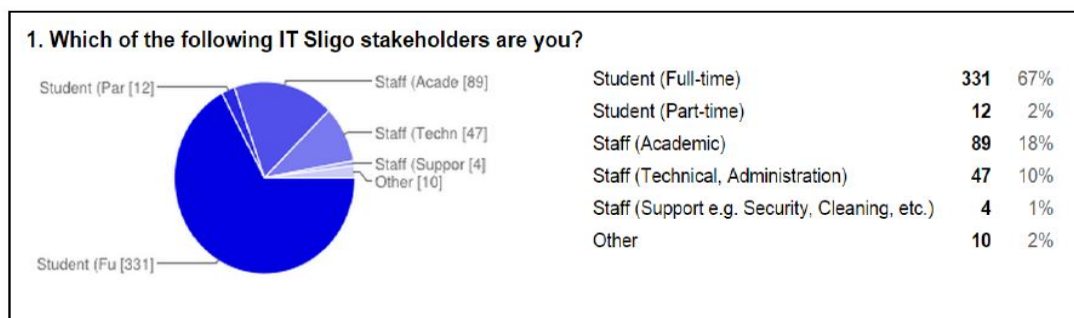 1. Which of the following IT Sligo stakeholders are you?
Student (Par [12]
Staff (Acade [89]
Staff (Techn [47]
Staff (Suppor [4]
Other [10]
Student (Fu [331]
Student (Full-time) 331 67%
Student (Part-time) 12 2%
Staff (Academic) 89 18%
Staff (Technical, Administration) 47 10%
Staff (Support e.g. Security, Cleaning, etc.) 4 1%
Other 10 2%